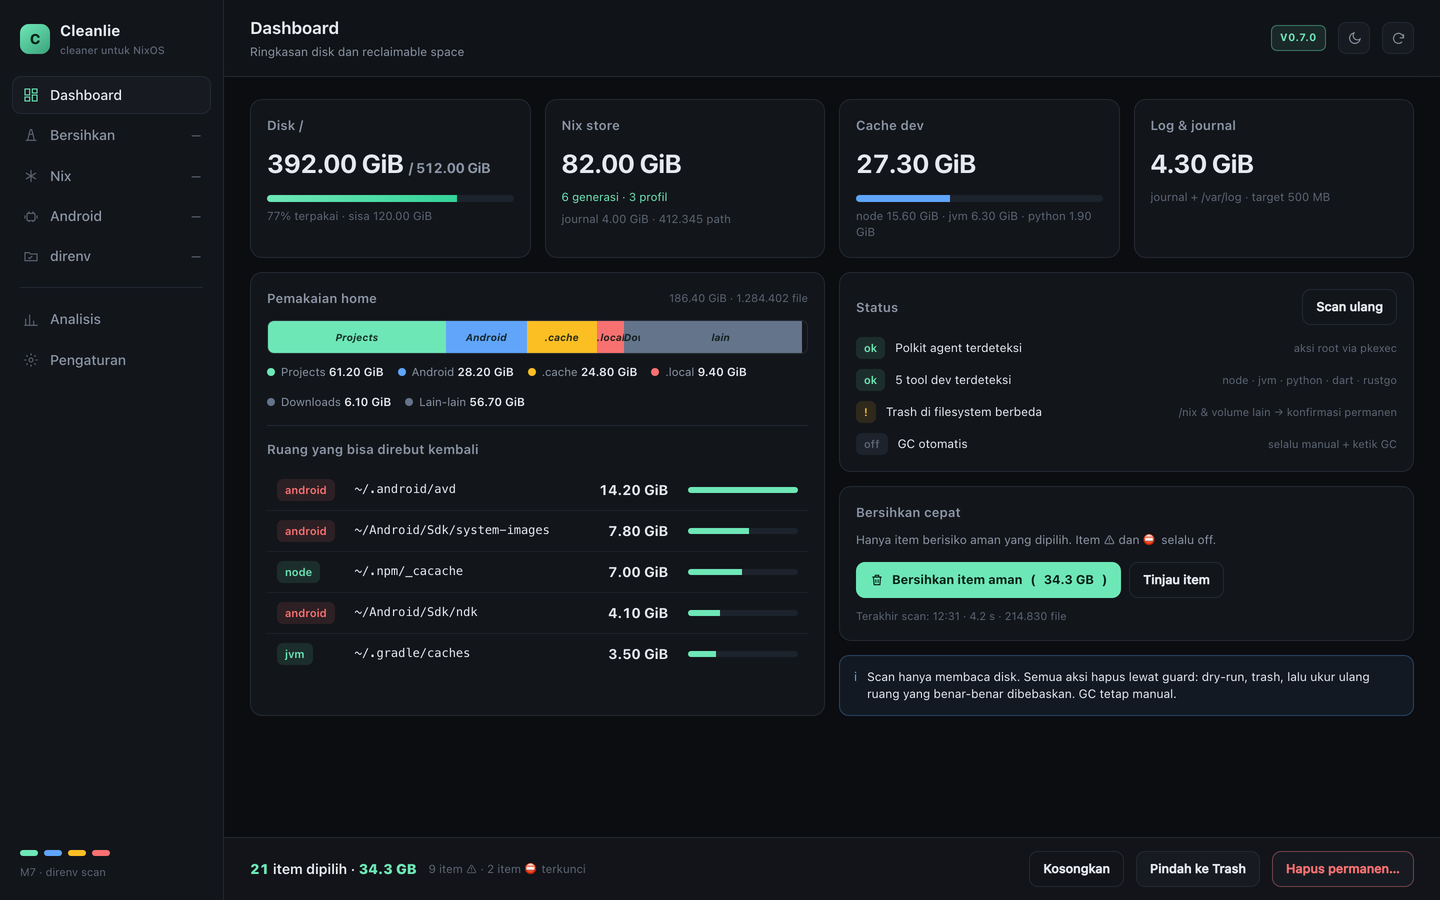 C
Cleanlie
cleaner untuk NixOS
Dashboard
Bersihkan –
Nix –
Android –
direnv –
Analisis
Pengaturan
M7 · direnv scan
Dashboard
Ringkasan disk dan reclaimable space
V0.7.0
Disk /
392.00 GiB / 512.00 GiB
77% terpakai · sisa 120.00 GiB
Nix store
82.00 GiB
6 generasi · 3 profil
journal 4.00 GiB · 412.345 path
Cache dev
27.30 GiB
node 15.60 GiB · jvm 6.30 GiB · python 1.90
GiB
Log & journal
4.30 GiB
journal + /var/log · target 500 MB
Pemakaian home
186.40 GiB · 1.284.402 file
Projects Android .cache .local Dov lain
Projects 61.20 GiB Android 28.20 GiB .cache 24.80 GiB .local 9.40 GiB
Downloads 6.10 GiB Lain-lain 56.70 GiB
Ruang yang bisa direbut kembali
android ~/.android/avd 14.20 GiB
android ~/Android/Sdk/system-images 7.80 GiB
node ~/.npm/_cacache 7.00 GiB
android ~/Android/Sdk/ndk 4.10 GiB
jvm ~/.gradle/caches 3.50 GiB
Status
Scan ulang
ok Polkit agent terdeteksi aksi root via pkexec
ok 5 tool dev terdeteksi node · jvm · python · dart · rustgo
! Trash di filesystem berbeda /nix & volume lain → konfirmasi permanen
off GC otomatis selalu manual + ketik GC
Bersihkan cepat
Hanya item berisiko aman yang dipilih. Item ⚠ dan ⛔ selalu off.
Bersihkan item aman ( 34.3 GB )
Tinjau item
Terakhir scan: 12:31 · 4.2 s · 214.830 file
i Scan hanya membaca disk. Semua aksi hapus lewat guard: dry-run, trash, lalu ukur ulang
ruang yang benar-benar dibebaskan. GC tetap manual.
21 item dipilih · 34.3 GB 9 item ⚠ · 2 item ⛔ terkunci
Kosongkan
Pindah ke Trash
Hapus permanen...